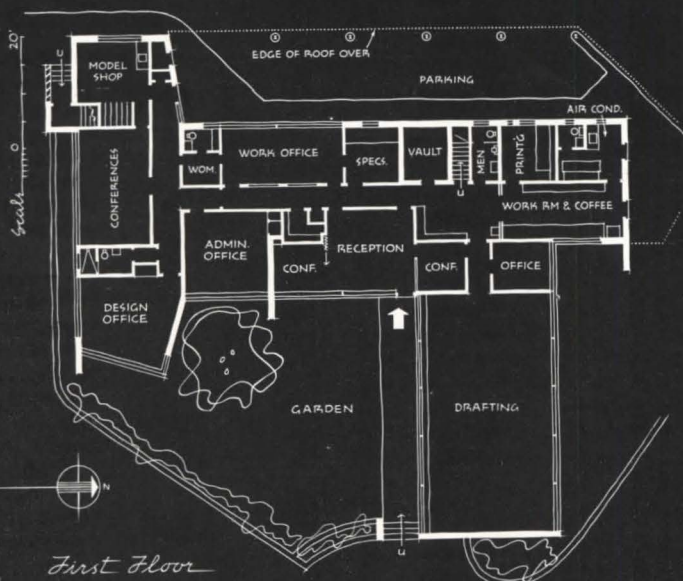 20'
0
Scale
U
MODEL
SHOP
EDGE OF ROOF OVER
PARKING
AIR COND.
CONFERENCES
WOM.
WORK OFFICE
SPECS.
VAULT
U
MEN
PRINT'G
WORK RM & COFFEE
ADMIN.
OFFICE
CONF.
RECEPTION
CONF.
OFFICE
DESIGN
OFFICE
GARDEN
DRAFTING
N
U
First Floor